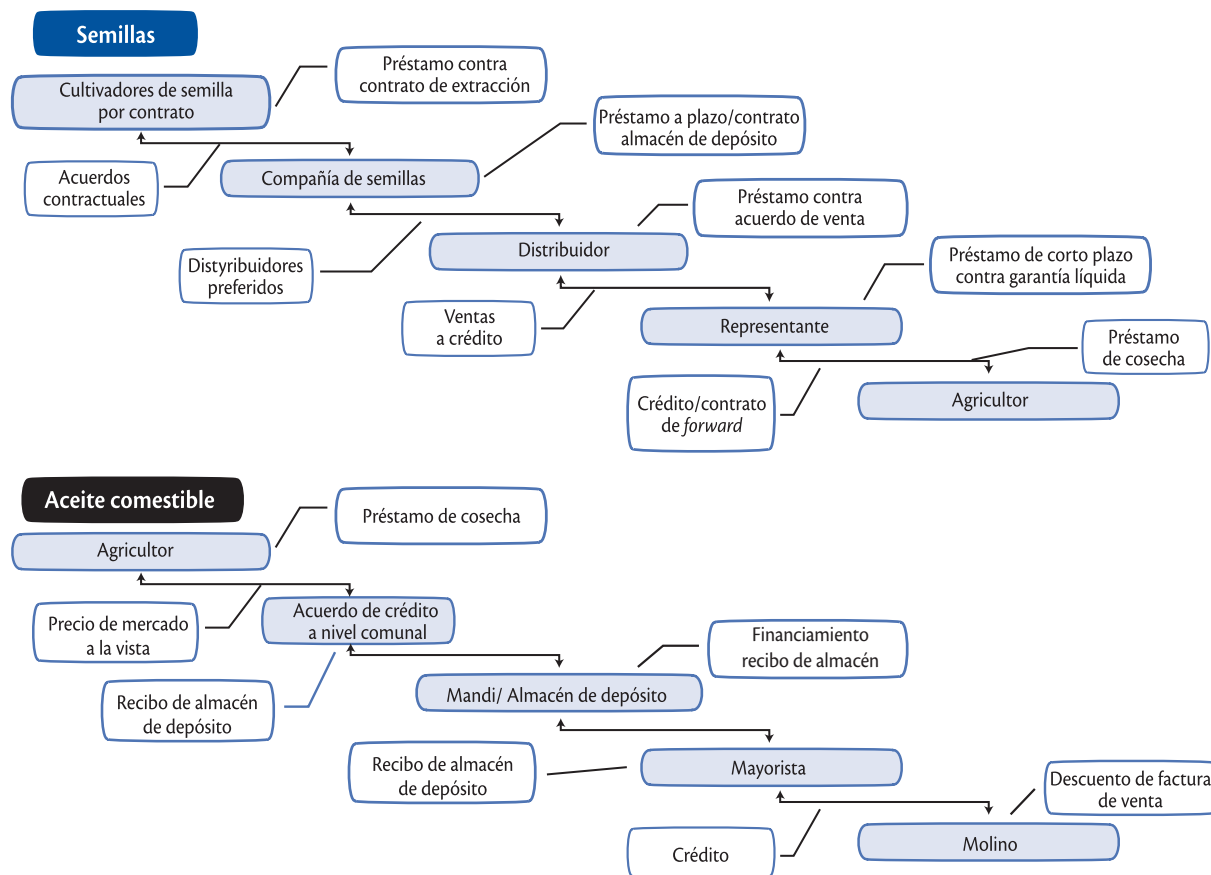 Semillas
Préstamo contra
contrato de extracción
Cultivadores de semilla
por contrato
Préstamo a plazo/contrato
almacén de depósito
Acuerdos
contractuales
Compañía de semillas
Préstamo contra
acuerdo de venta
Distribuidor
Distyribuidores
preferidos
Préstamo de corto plazo
contra garantía líquida
Ventas
a crédito
Representante
Préstamo
de cosecha
Crédito/contrato
de forward
Agricultor
Aceite comestible
Préstamo de cosecha
Agricultor
Precio de mercado
a la vista
Acuerdo de crédito
a nivel comunal
Financiamiento
recibo de almacén
Recibo de almacén
de depósito
Mandi/ Almacén de depósito
Recibo de almacén
de depósito
Mayorista
Descuento de factura
de venta
Crédito
Molino